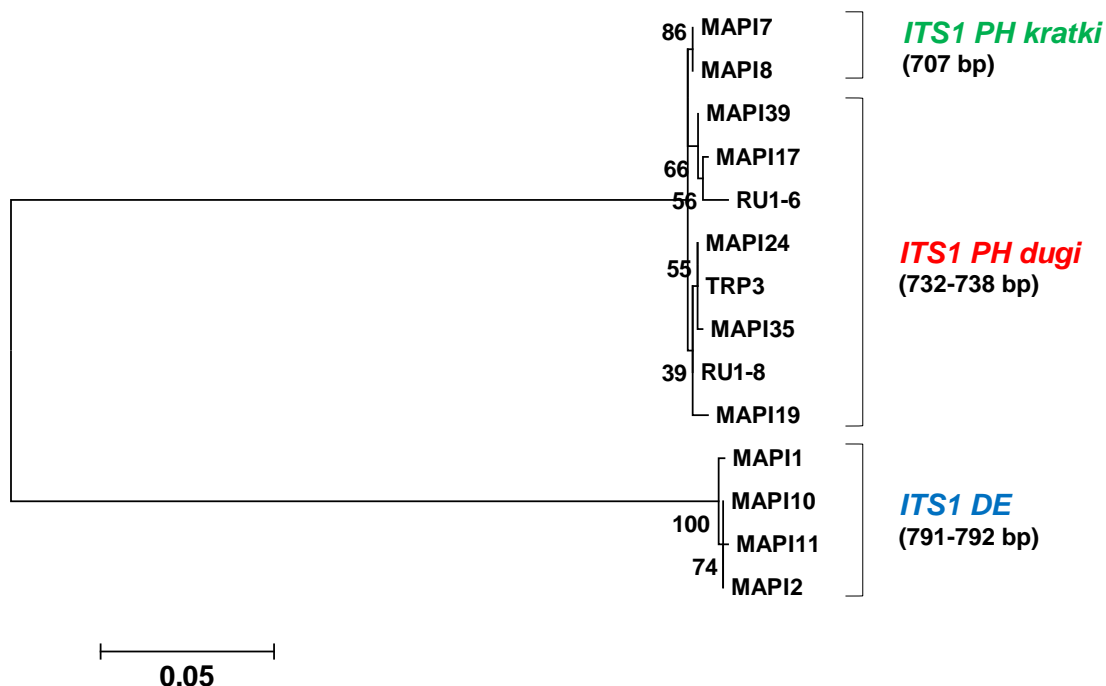 MAPI7
86
ITS1 PH kratki
(707 bp)
MAPI8
MAPI39
MAPI17
66
56
RU1-6
MAPI24
ITS1 PH dugi
(732-738 bp)
55
TRP3
MAPI35
39
RU1-8
MAPI19
MAPI1
MAPI10
ITS1 DE
(791-792 bp)
100
MAPI11
74
MAPI2
0.05